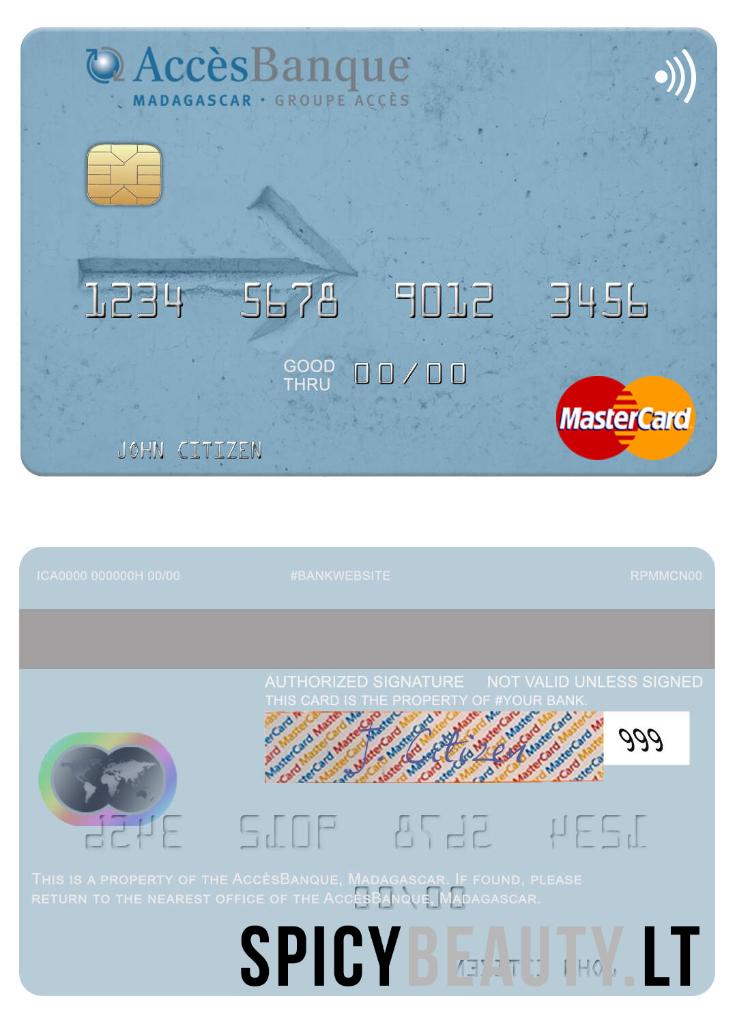 AccèsBanque
MADAGASCAR · GROUPE ACCÈS
1234 5678 9012 3456
GOOD THRU 00/00
MasterCard
JOHN CITIZEN
ICA0000 000000H 00/00 #BANKWEBSITE RPMMCN00
AUTHORIZED SIGNATURE NOT VALID UNLESS SIGNED
THIS CARD IS THE PROPERTY OF #YOUR BANK.
J. Citizen 999
THIS IS A PROPERTY OF THE ACCÈSBANQUE, MADAGASCAR. IF FOUND, PLEASE
RETURN TO THE NEAREST OFFICE OF THE ACCÈSBANQUE, MADAGASCAR.
SPICYBEAUTY.LT